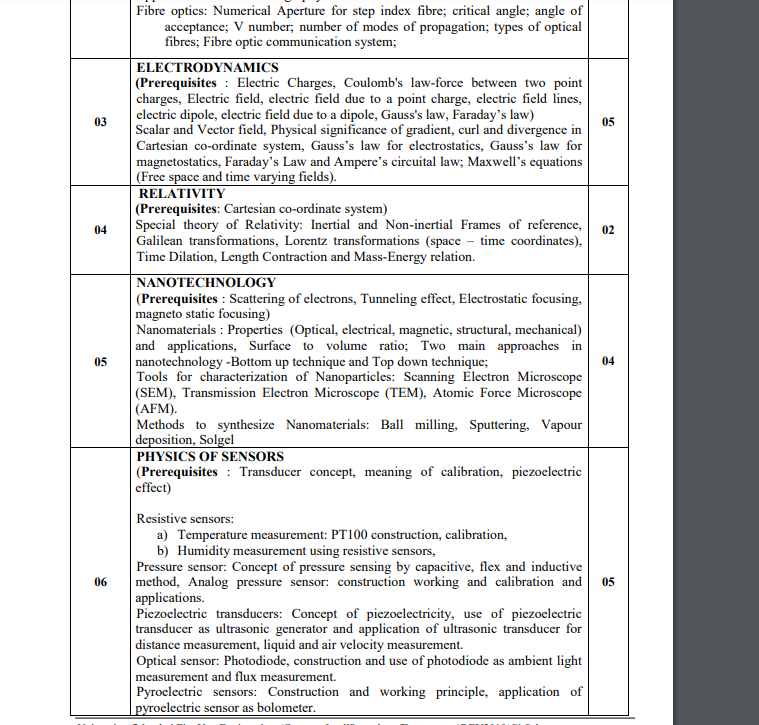 Fibre optics: Numerical Aperture for step index fibre; critical angle; angle of
acceptance; V number; number of modes of propagation; types of optical
fibres; Fibre optic communication system;
ELECTRODYNAMICS
(Prerequisites : Electric Charges, Coulomb's law-force between two point
charges, Electric field, electric field due to a point charge, electric field lines,
electric dipole, electric field due to a dipole, Gauss's law, Faraday's law)
03
05
Scalar and Vector field, Physical significance of gradient, curl and divergence in
Cartesian co-ordinate system, Gauss's law for electrostatics, Gauss's law for
magnetostatics, Faraday's Law and Ampere's circuital law; Maxwell's equations
(Free space and time varying fields).
RELATIVITY
(Prerequisites: Cartesian co-ordinate system)
04
02
Special theory of Relativity: Inertial and Non-inertial Frames of reference,
Galilean transformations, Lorentz transformations (space – time coordinates),
Time Dilation, Length Contraction and Mass-Energy relation.
NANOTECHNOLOGY
(Prerequisites : Scattering of electrons, Tunneling effect, Electrostatic focusing,
magneto static focusing)
Nanomaterials : Properties (Optical, electrical, magnetic, structural, mechanical)
and applications, Surface to volume ratio; Two main approaches in
05
04
nanotechnology -Bottom up technique and Top down technique;
Tools for characterization of Nanoparticles: Scanning Electron Microscope
(SEM), Transmission Electron Microscope (TEM), Atomic Force Microscope
(AFM).
Methods to synthesize Nanomaterials: Ball milling, Sputtering, Vapour
deposition, Solgel
PHYSICS OF SENSORS
(Prerequisites : Transducer concept, meaning of calibration, piezoelectric
effect)
Resistive sensors:
a) Temperature measurement: PT100 construction, calibration,
b) Humidity measurement using resistive sensors,
Pressure sensor: Concept of pressure sensing by capacitive, flex and inductive
06
05
method, Analog pressure sensor: construction working and calibration and
applications.
Piezoelectric transducers: Concept of piezoelectricity, use of piezoelectric
transducer as ultrasonic generator and application of ultrasonic transducer for
distance measurement, liquid and air velocity measurement.
Optical sensor: Photodiode, construction and use of photodiode as ambient light
measurement and flux measurement.
Pyroelectric sensors: Construction and working principle, application of
pyroelectric sensor as bolometer.